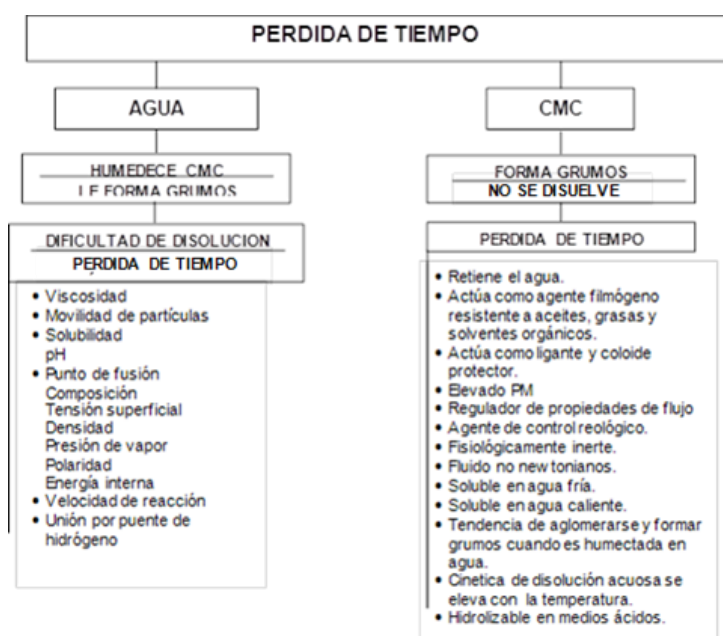 PERDIDA DE TIEMPO
AGUA
HUMEDECE CMC
LE FORMA GRUMOS
DIFICULTAD DE DISOLUCION
PERDIDA DE TIEMPO
• Viscosidad
• Movilidad de partículas
• Solubilidad
pH
• Punto de fusión
Composición
Tensión superficial
Densidad
Presión de vapor
Polaridad
Energía interna
• Velocidad de reacción
• Unión por puente de
hidrógeno
CMC
FORMA GRUMOS
NO SE DISUELVE
PERDIDA DE TIEMPO
• Retiene el agua.
• Actúa como agente filmógeno
resistente a aceites, grasas y
solventes orgánicos.
• Actúa como ligante y coloide
protector.
• Elevado PM
• Regulador de propiedades de flujo
• Agente de control reológico.
• Fisiológicamente inerte.
• Fluido no newtonianos.
• Soluble en agua fría.
• Soluble en agua caliente.
• Tendencia de aglomerarse y formar
grumos cuando es humectada en
agua.
• Cinetica de disolución acuosa se
eleva con la temperatura.
• Hidrolizable en medios ácidos.